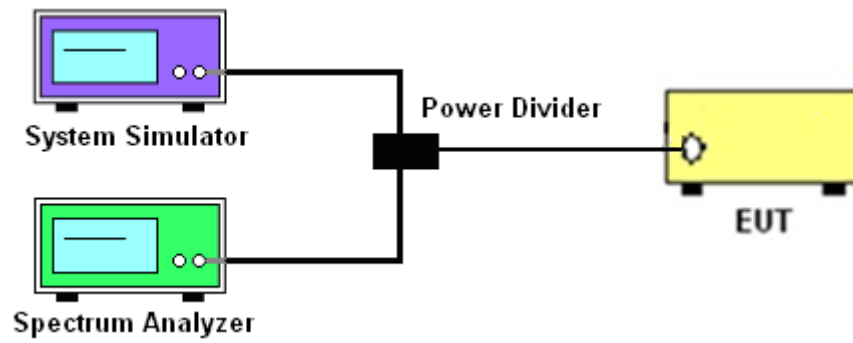 System Simulator
Power Divider
EUT
Spectrum Analyzer